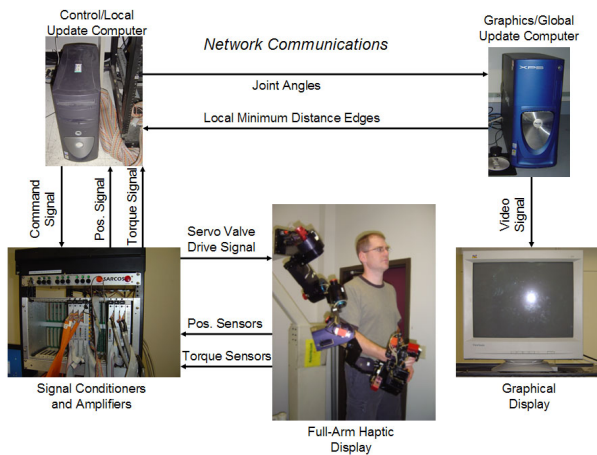 Control/Local
Update Computer
Graphics/Global
Update Computer
Network Communications
XPS
Joint Angles
Local Minimum Distance Edges
Command
Signal
Pos. Signal
Torque Signal
Video
Signal
Servo Valve
Drive Signal
SARCOS
Pos. Sensors
Torque Sensors
Signal Conditioners
and Amplifiers
Graphical
Display
Full-Arm Haptic
Display